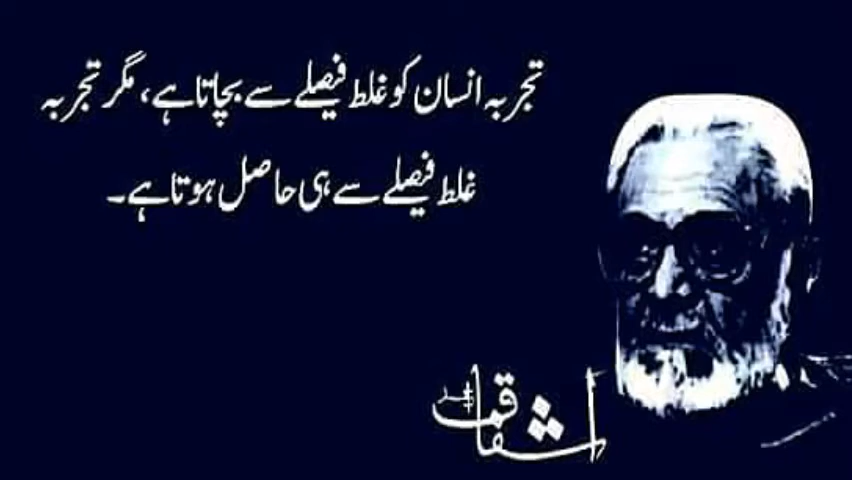 تجربہ انسان کو غلط فیصلے سے بچاتا ہے، مگر تجربہ
غلط فیصلے سے ہی حاصل ہوتا ہے۔
اشفاق احمد